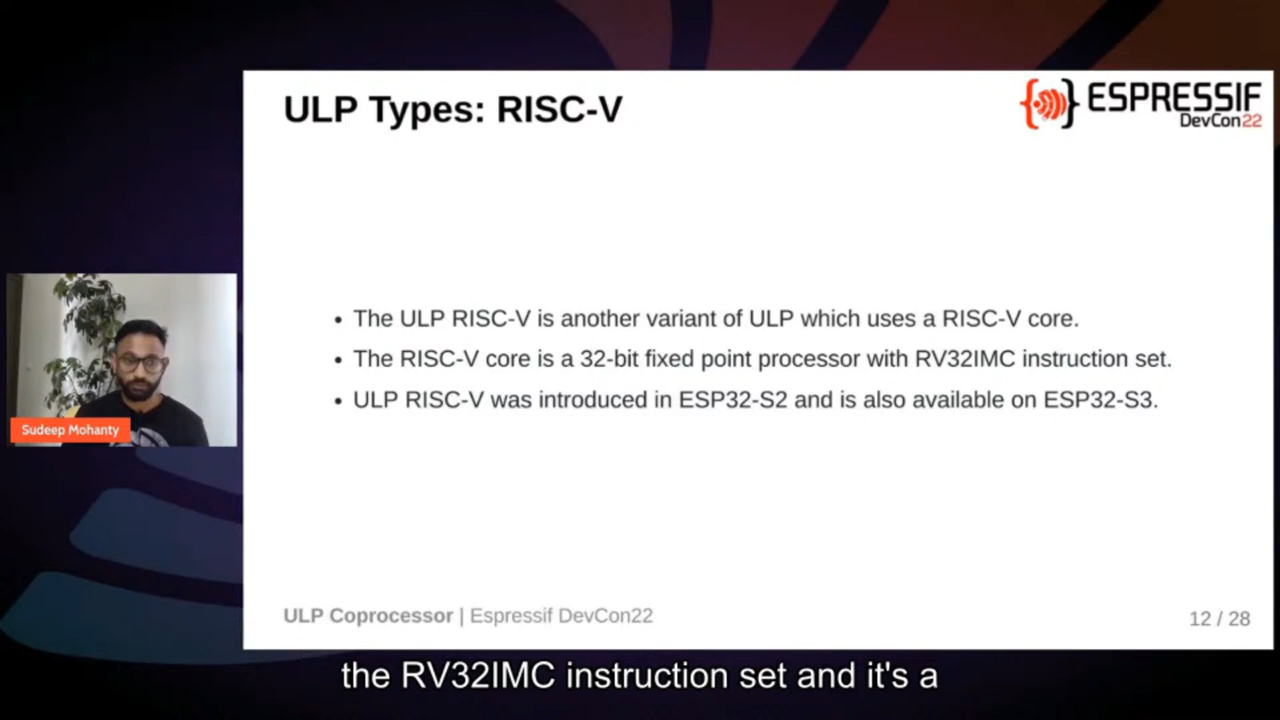 ULP Types: RISC-V
ESPRESSIF
DevCon22
• The ULP RISC-V is another variant of ULP which uses a RISC-V core.
• The RISC-V core is a 32-bit fixed point processor with RV32IMC instruction set.
• ULP RISC-V was introduced in ESP32-S2 and is also available on ESP32-S3.
Sudeep Mohanty
ULP Coprocessor | Espressif DevCon22
12 / 28
the RV32IMC instruction set and it's a